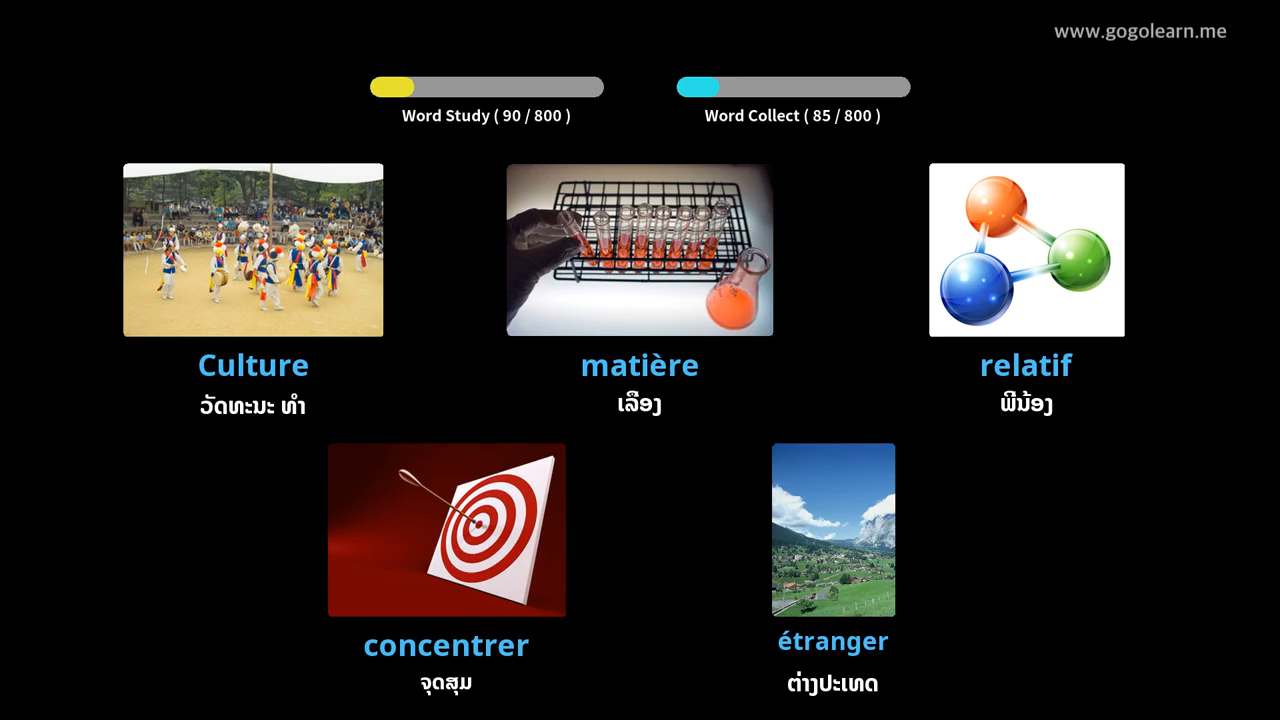 www.gogolearn.me
Word Study ( 90 / 800 )
Word Collect ( 85 / 800 )
Culture
ວັດທະນະ ທຳ
matière
ເລືອງ
relatif
ພີນ້ອງ
concentrer
ຈຸດສຸມ
étranger
ຕ່າງປະເທດ